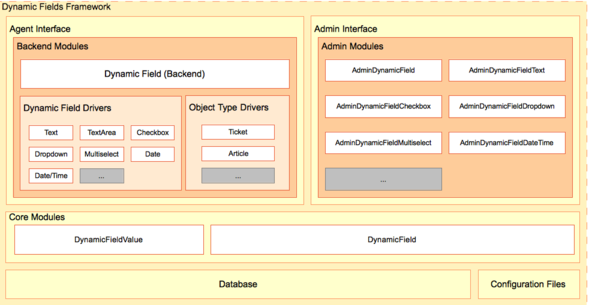 Dynamic Fields Framework
Agent Interface
Backend Modules
Dynamic Field (Backend)
Dynamic Field Drivers
Text
TextArea
Checkbox
Dropdown
Multiselect
Date
Date/Time
...
Object Type Drivers
Ticket
Article
...
Admin Interface
Admin Modules
AdminDynamicField
AdminDynamicFieldText
AdminDynamicFieldCheckbox
AdminDynamicFieldDropdown
AdminDynamicFieldMultiselect
AdminDynamicFieldDateTime
...
Core Modules
DynamicFieldValue
DynamicField
Database
Configuration Files